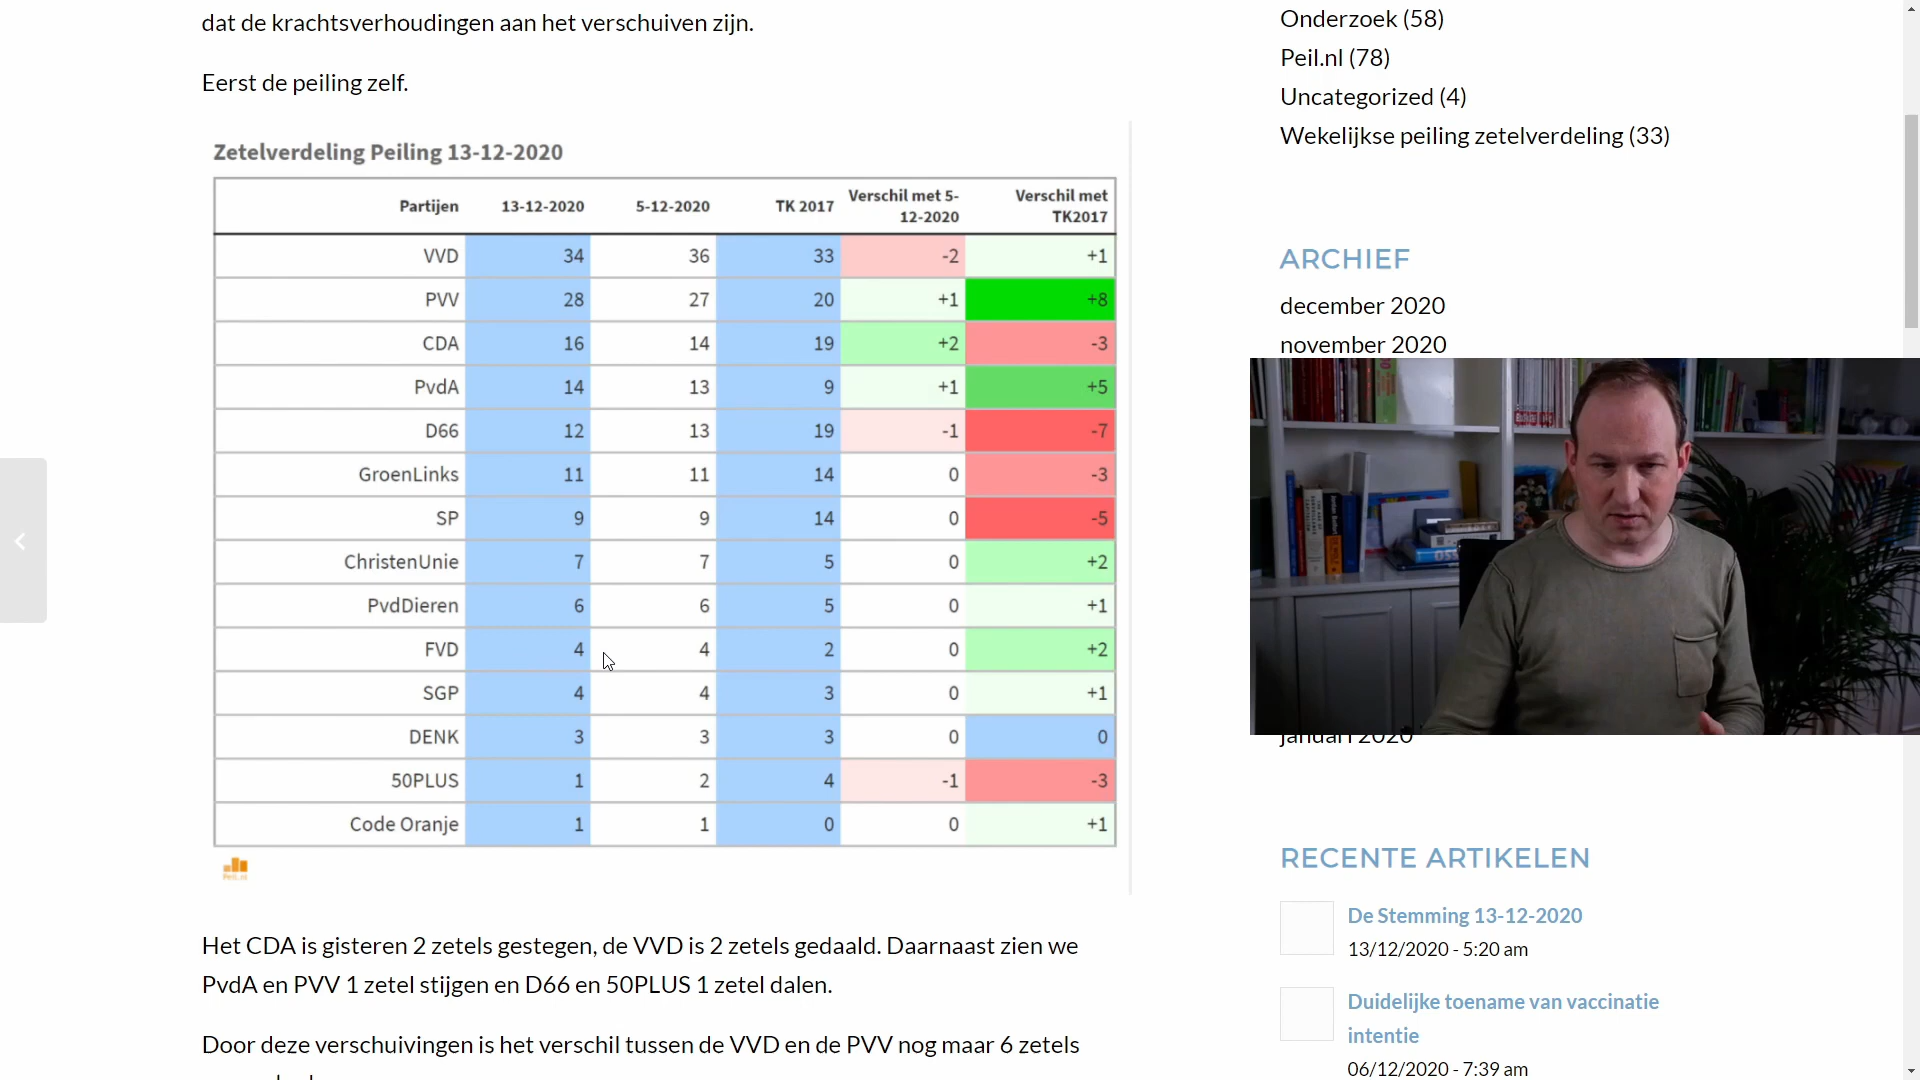 dat de krachtsverhoudingen aan het verschuiven zijn.
Eerst de peiling zelf.
Zetelverdeling Peiling 13-12-2020
Partijen 13-12-2020 5-12-2020 TK 2017 Verschil met 5-12-2020 Verschil met TK2017
VVD 34 36 33 -2 +1
PVV 28 27 20 +1 +8
CDA 16 14 19 +2 -3
PvdA 14 13 9 +1 +5
D66 12 13 19 -1 -7
GroenLinks 11 11 14 0 -3
SP 9 9 14 0 -5
ChristenUnie 7 7 5 0 +2
PvdDieren 6 6 5 0 +1
FVD 4 4 2 0 +2
SGP 4 4 3 0 +1
DENK 3 3 3 0 0
50PLUS 1 2 4 -1 -3
Code Oranje 1 1 0 0 +1
Peil.nl
Het CDA is gisteren 2 zetels gestegen, de VVD is 2 zetels gedaald. Daarnaast zien we
PvdA en PVV 1 zetel stijgen en D66 en 50PLUS 1 zetel dalen.
Door deze verschuivingen is het verschil tussen de VVD en de PVV nog maar 6 zetels
Onderzoek (58)
Peil.nl (78)
Uncategorized (4)
Wekelijkse peiling zetelverdeling (33)
ARCHIEF
december 2020
november 2020
januari 2020
RECENTE ARTIKELEN
De Stemming 13-12-2020
13/12/2020 - 5:20 am
Duidelijke toename van vaccinatie
intentie
06/12/2020 - 7:39 am